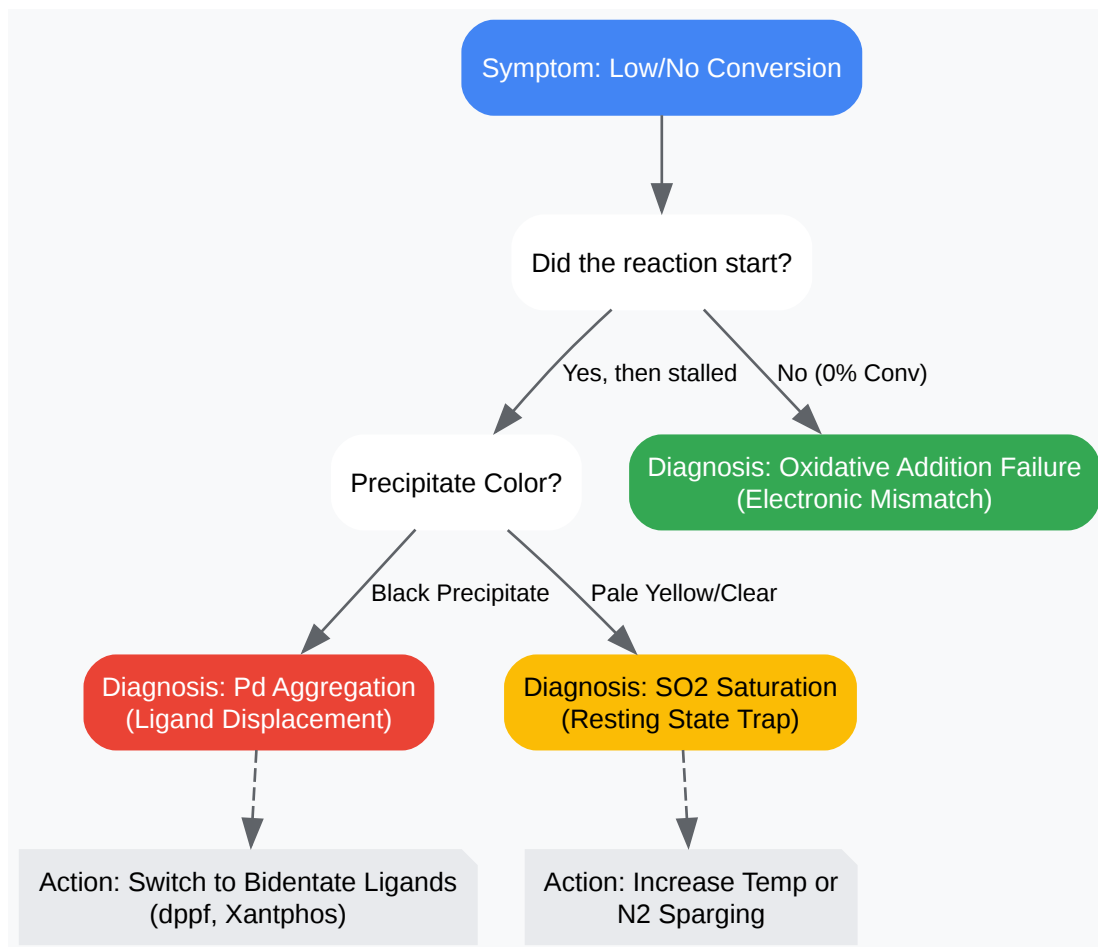 Symptom: Low/No Conversion
Did the reaction start?
Yes, then stalled
No (0% Conv)
Precipitate Color?
Diagnosis: Oxidative Addition Failure
(Electronic Mismatch)
Black Precipitate
Pale Yellow/Clear
Diagnosis: Pd Aggregation
(Ligand Displacement)
Diagnosis: SO2 Saturation
(Resting State Trap)
Action: Switch to Bidentate Ligands
(dppf, Xantphos)
Action: Increase Temp or
N2 Sparging